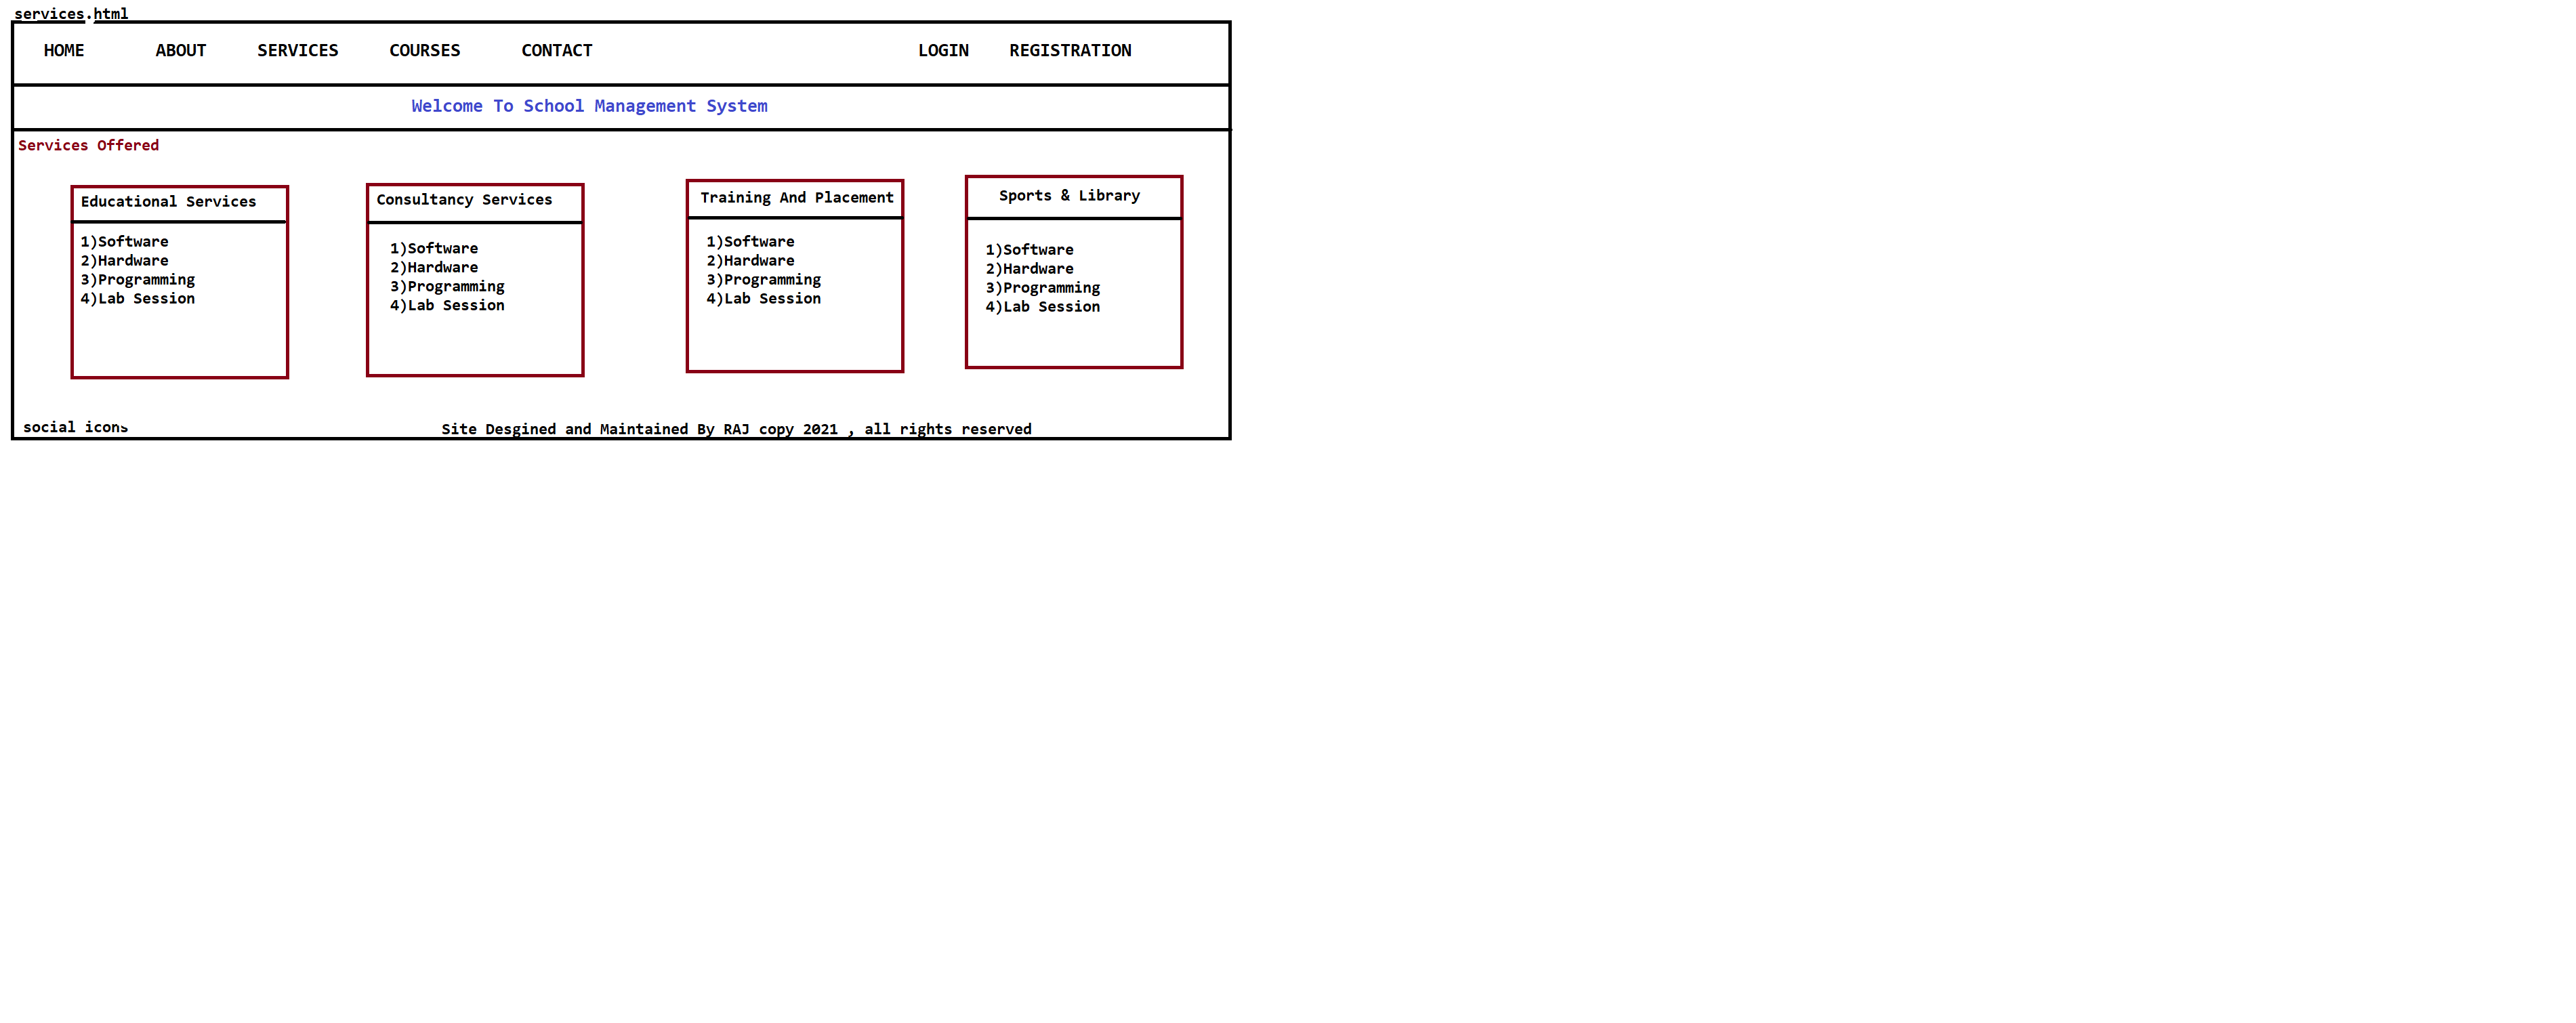 services.html
HOME ABOUT SERVICES COURSES CONTACT LOGIN REGISTRATION
Welcome To School Management System
Services Offered
Educational Services
1)Software
2)Hardware
3)Programming
4)Lab Session
Consultancy Services
1)Software
2)Hardware
3)Programming
4)Lab Session
Training And Placement
1)Software
2)Hardware
3)Programming
4)Lab Session
Sports & Library
1)Software
2)Hardware
3)Programming
4)Lab Session
social icons
Site Desgined and Maintained By RAJ copy 2021 , all rights reserved